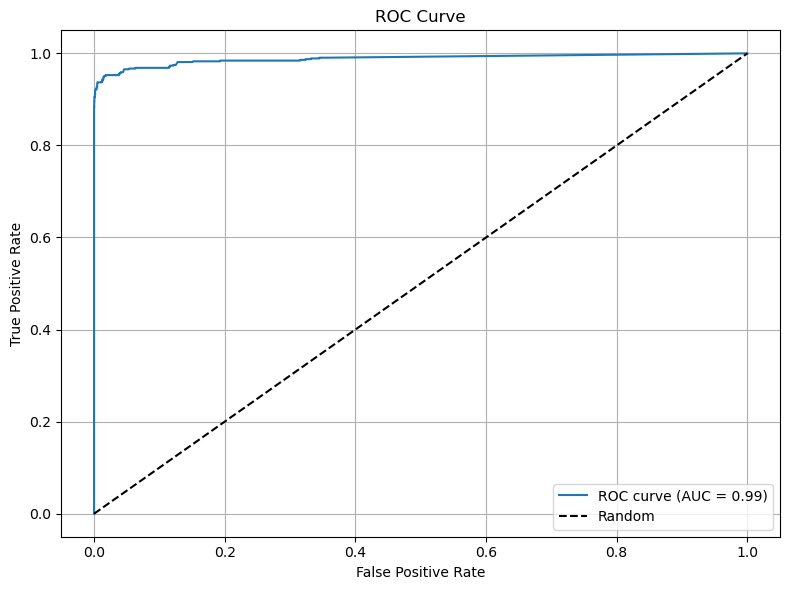 ROC Curve
True Positive Rate
1.0
0.8
0.6
0.4
0.2
0.0
ROC curve (AUC = 0.99)
Random
0.0
0.2
0.4
0.6
0.8
1.0
False Positive Rate